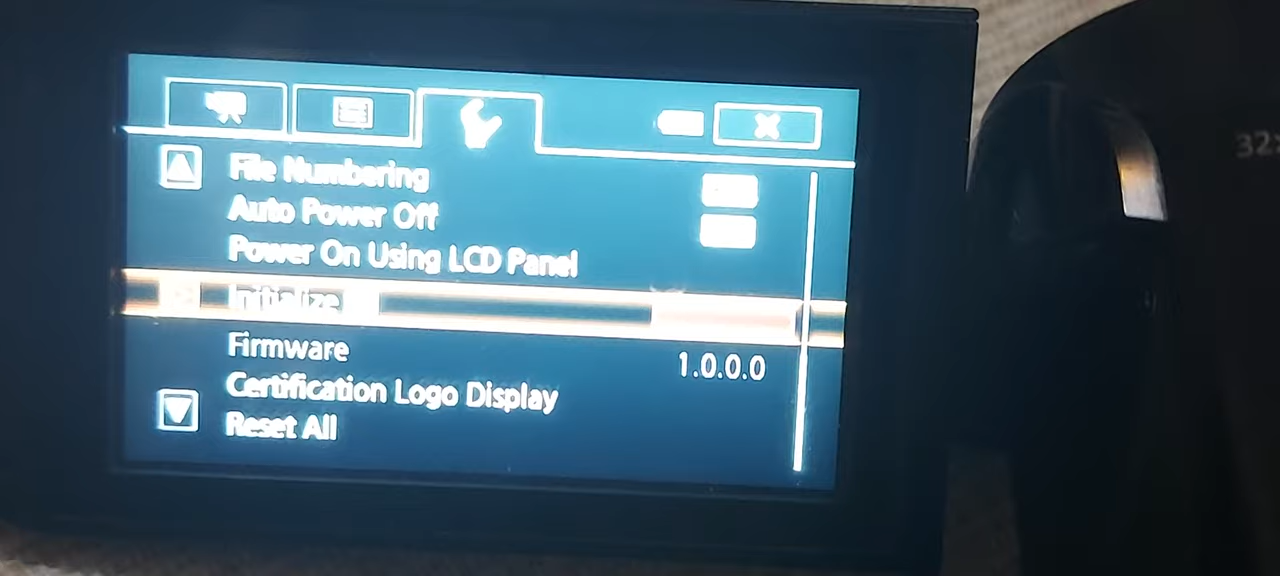 File Numbering
Auto Power Off
Power On Using LCD Panel
Initialize
Firmware 1.0.0.0
Certification Logo Display
Reset All
32